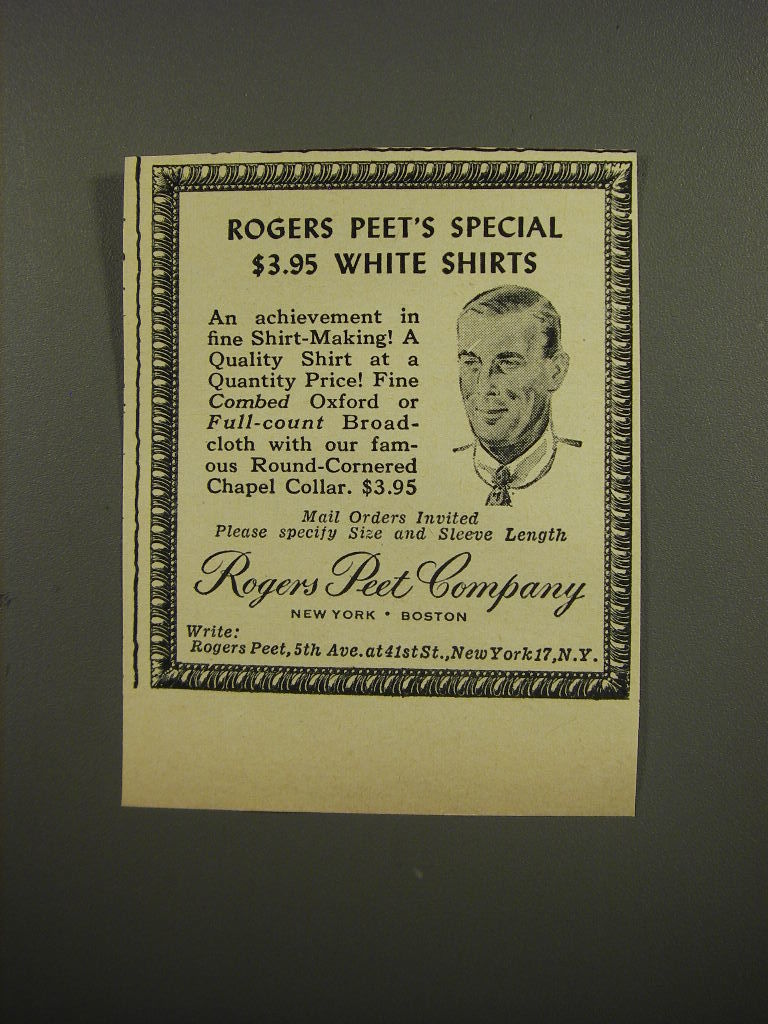 ROGERS PEET'S SPECIAL
$3.95 WHITE SHIRTS
An achievement in
fine Shirt-Making! A
Quality Shirt at a
Quantity Price! Fine
Combed Oxford or
Full-count Broad-
cloth with our fam-
ous Round-Cornered
Chapel Collar. $3.95
Mail Orders Invited
Please specify Size and Sleeve Length
Rogers Peet Company
NEW YORK • BOSTON
Write:
Rogers Peet, 5th Ave. at 41st St., New York 17, N.Y.